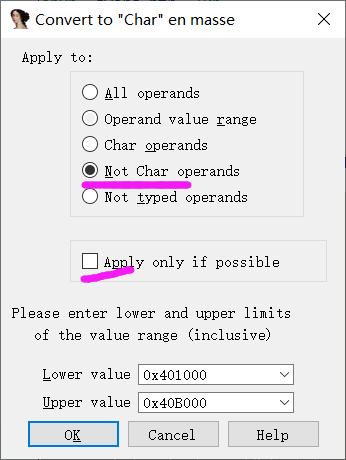 Convert to "Char" en masse
Apply to:
All operands
Operand value range
Char operands
Not Char operands
Not typed operands
Apply only if possible
Please enter lower and upper limits
of the value range (inclusive)
Lower value 0x401000
Upper value 0x40B000
OK Cancel Help